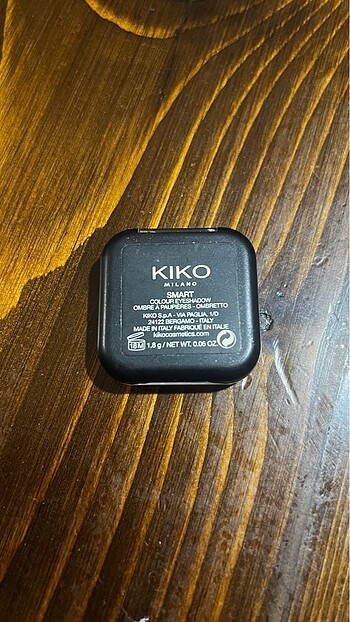 KIKO
MILANO
SMART
COLOUR EYESHADOW
OMBRE A PAUPIÈRES - OMBRETTO
KIKO S.p.A - VIA PAGLIA, 1/D
24122 BERGAMO - ITALY
MADE IN ITALY FABRIQUÉ EN ITALIE
kikocosmetics.com
18M 1,8 g / NET WT. 0.06 OZ.